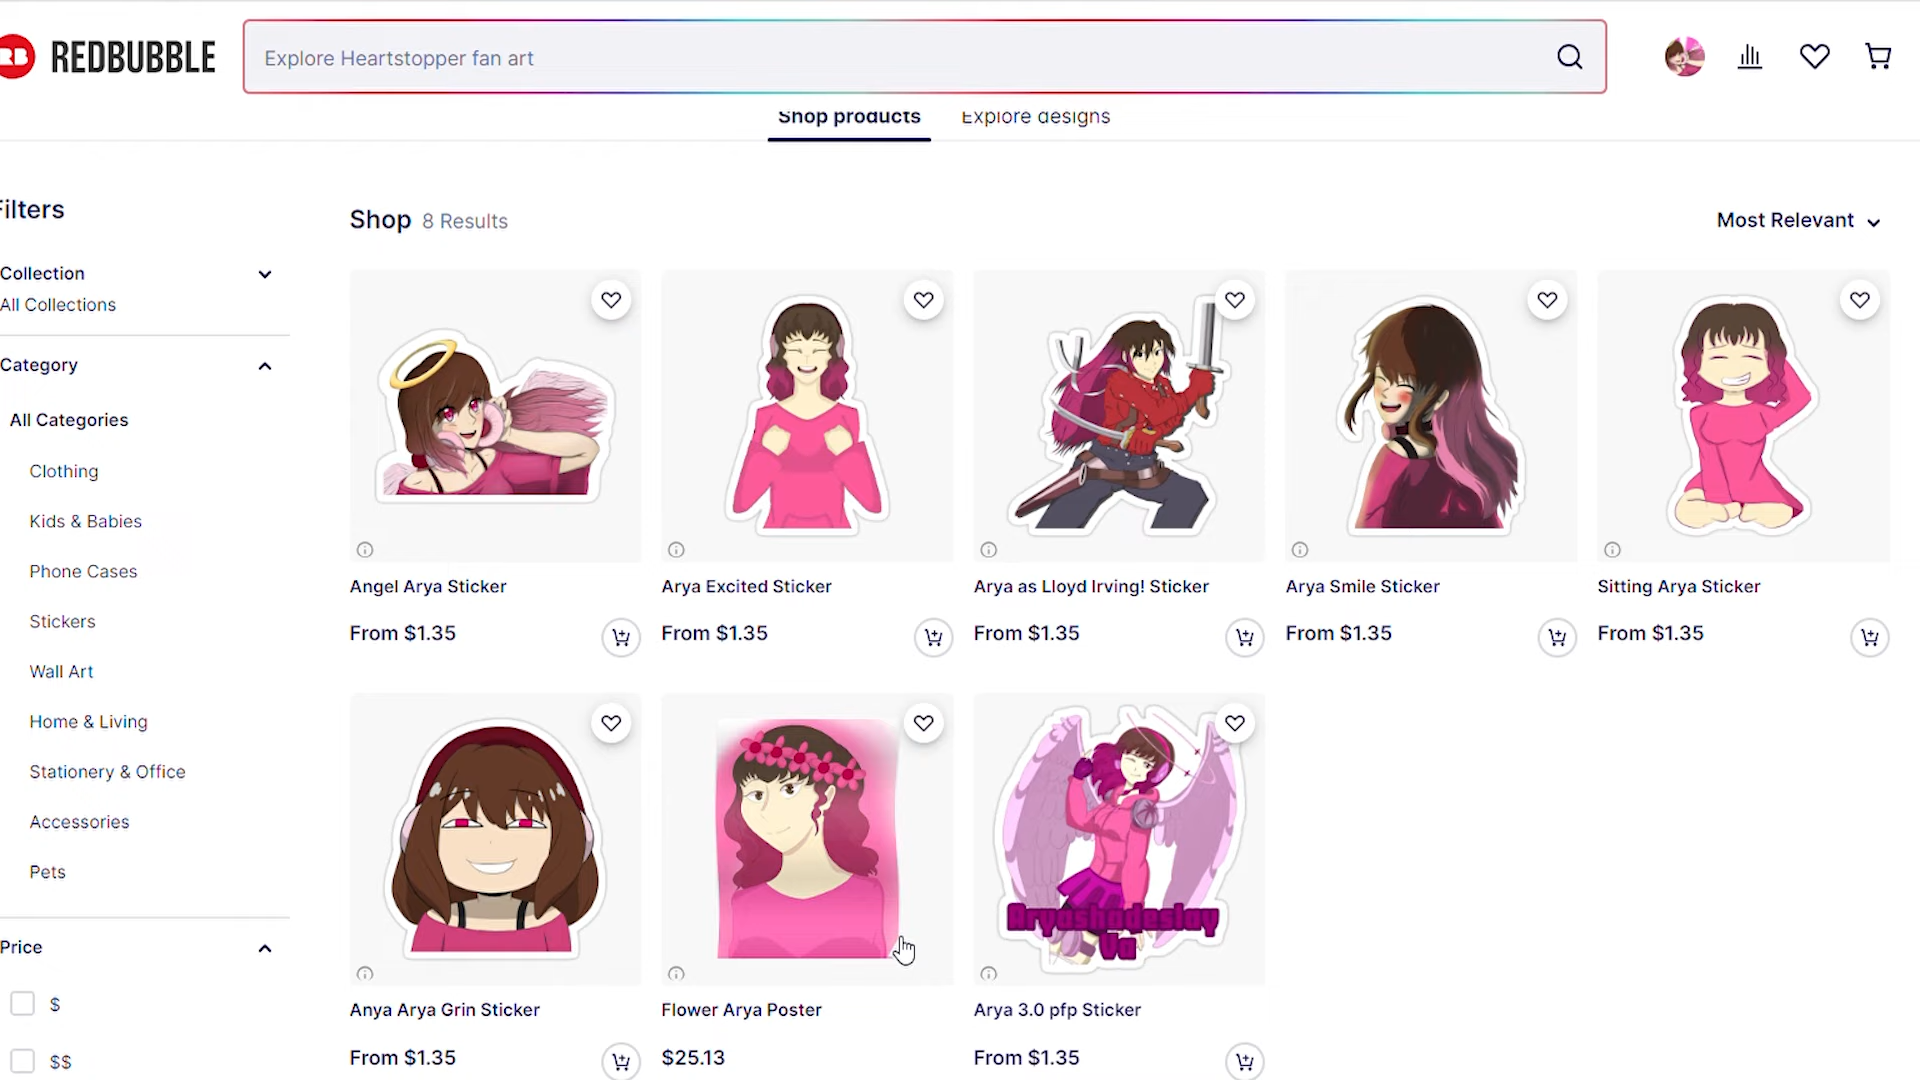 RB REDBUBBLE
Explore Heartstopper fan art
Shop products
Explore designs
Filters
Shop 8 Results
Most Relevant
Collection
All Collections
Category
All Categories
Clothing
Kids & Babies
Phone Cases
Stickers
Wall Art
Home & Living
Stationery & Office
Accessories
Pets
Price
$
$$
Angel Arya Sticker
From $1.35
Arya Excited Sticker
From $1.35
Arya as Lloyd Irving! Sticker
From $1.35
Arya Smile Sticker
From $1.35
Sitting Arya Sticker
From $1.35
Aryashadeslay
Va
Anya Arya Grin Sticker
From $1.35
Flower Arya Poster
$25.13
Arya 3.0 pfp Sticker
From $1.35